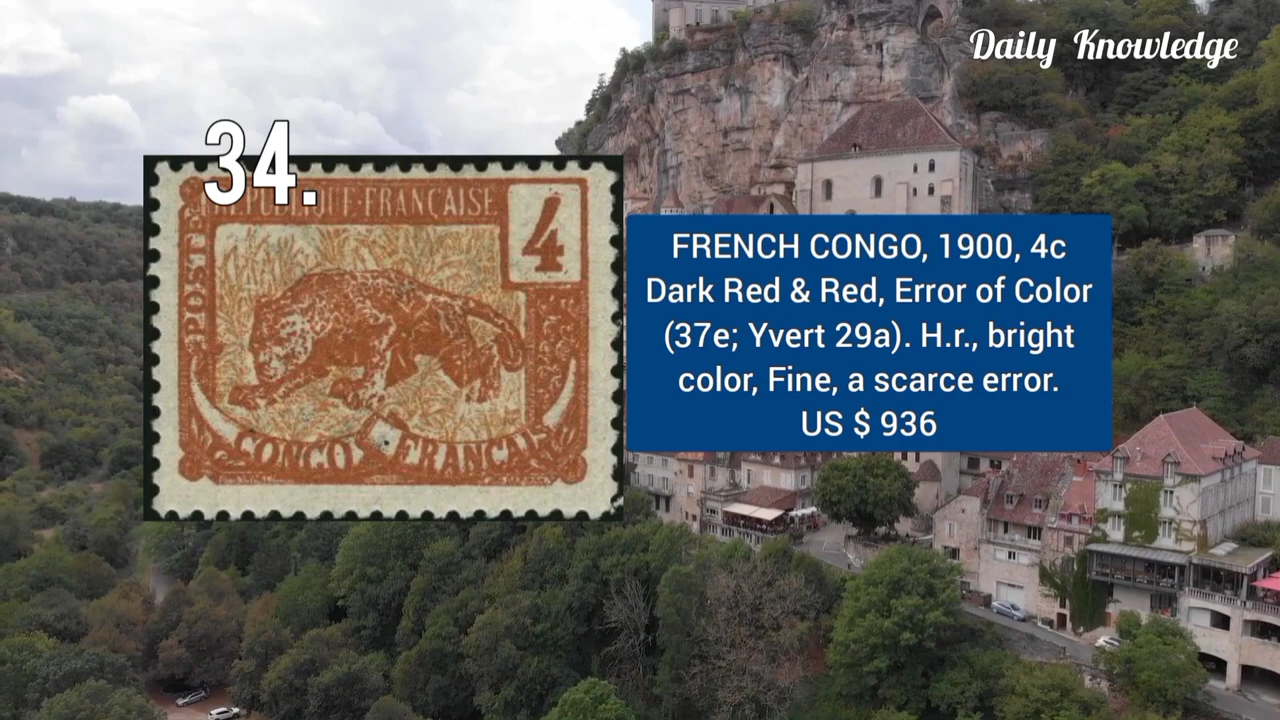 Daily Knowledge
34.
RÉPUBLIQUE FRANÇAISE
4
POSTES
CONGO FRANÇAIS
FRENCH CONGO, 1900, 4c
Dark Red & Red, Error of Color
(37e; Yvert 29a). H.r., bright
color, Fine, a scarce error.
US $ 936